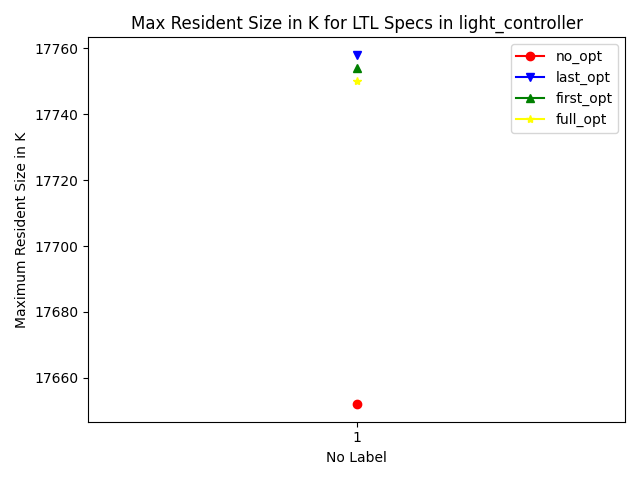 Max Resident Size in K for LTL Specs in light_controller
no_opt
last_opt
first_opt
full_opt
17760
17740
17720
17700
17680
17660
Maximum Resident Size in K
1
No Label